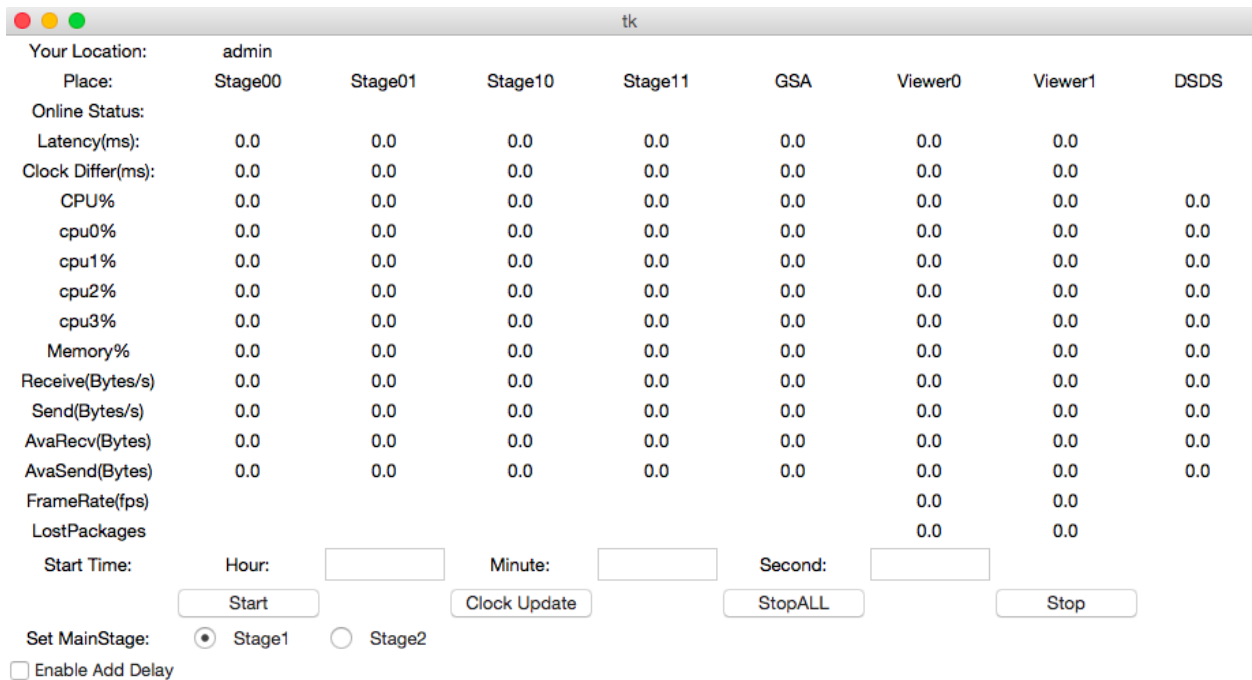 tk
Your Location: admin
Place: Stage00 Stage01 Stage10 Stage11 GSA Viewer0 Viewer1 DSDS
Online Status:
Latency(ms): 0.0 0.0 0.0 0.0 0.0 0.0 0.0
Clock Differ(ms): 0.0 0.0 0.0 0.0 0.0 0.0 0.0
CPU% 0.0 0.0 0.0 0.0 0.0 0.0 0.0 0.0
cpu0% 0.0 0.0 0.0 0.0 0.0 0.0 0.0 0.0
cpu1% 0.0 0.0 0.0 0.0 0.0 0.0 0.0 0.0
cpu2% 0.0 0.0 0.0 0.0 0.0 0.0 0.0 0.0
cpu3% 0.0 0.0 0.0 0.0 0.0 0.0 0.0 0.0
Memory% 0.0 0.0 0.0 0.0 0.0 0.0 0.0 0.0
Receive(Bytes/s) 0.0 0.0 0.0 0.0 0.0 0.0 0.0 0.0
Send(Bytes/s) 0.0 0.0 0.0 0.0 0.0 0.0 0.0 0.0
AvaRecv(Bytes) 0.0 0.0 0.0 0.0 0.0 0.0 0.0 0.0
AvaSend(Bytes) 0.0 0.0 0.0 0.0 0.0 0.0 0.0 0.0
FrameRate(fps) 0.0 0.0
LostPackages 0.0 0.0
Start Time: Hour: Minute: Second:
Start Clock Update StopALL Stop
Set MainStage: Stage1 Stage2
Enable Add Delay